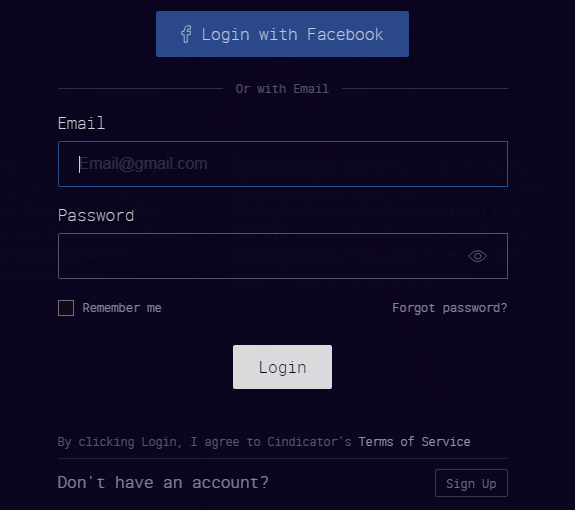 Login with Facebook
Or with Email
Email
Email@gmail.com
Password
Remember me
Forgot password?
Login
By clicking Login, I agree to Cindicator's Terms of Service
Don't have an account?
Sign Up